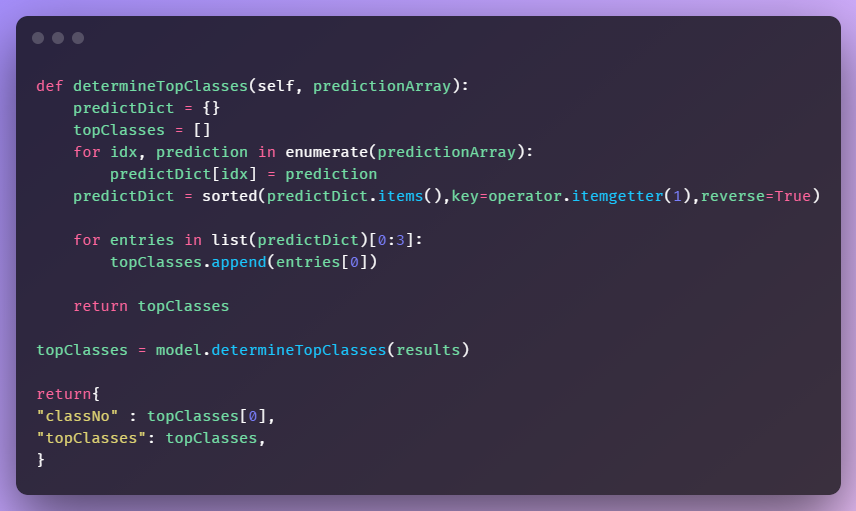 def determineTopClasses(self, predictionArray):
    predictDict = {}
    topClasses = []
    for idx, prediction in enumerate(predictionArray):
        predictDict[idx] = prediction
    predictDict = sorted(predictDict.items(),key=operator.itemgetter(1),reverse=True)

    for entries in list(predictDict)[0:3]:
        topClasses.append(entries[0])

    return topClasses

topClasses = model.determineTopClasses(results)

return{
"classNo" : topClasses[0],
"topClasses": topClasses,
}